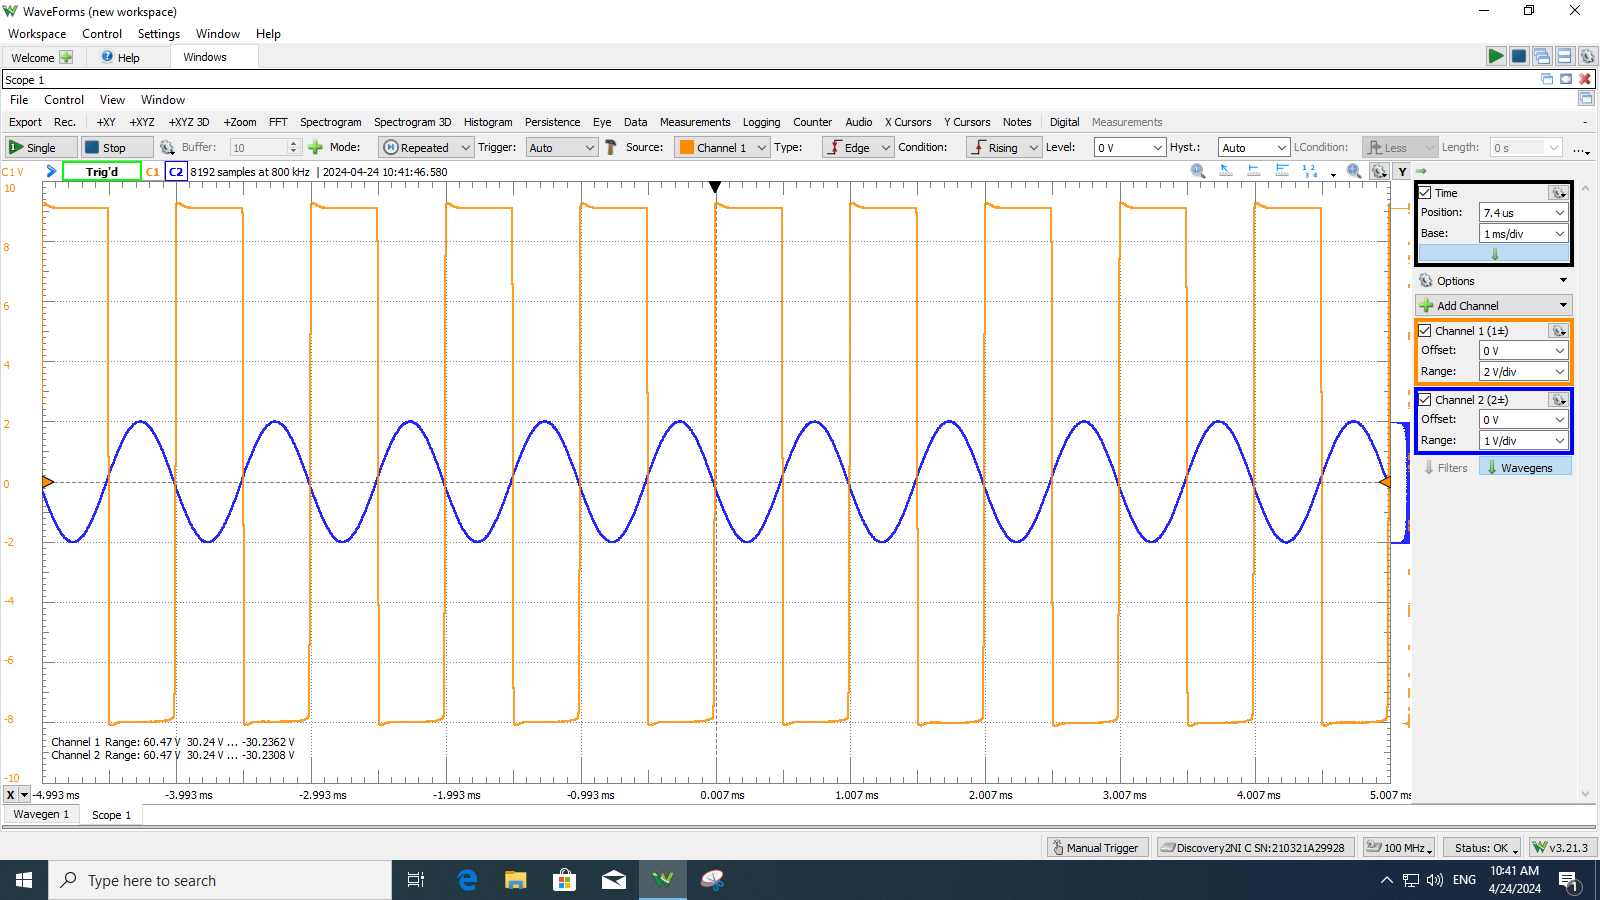 WaveForms (new workspace)
Workspace Control Settings Window Help
Welcome Help Windows
Scope 1
File Control View Window
Export Rec. +XY +XYZ +XYZ 3D +Zoom FFT Spectrogram Spectrogram 3D Histogram Persistence Eye Data Measurements Logging Counter Audio X Cursors Y Cursors Notes Digital Measurements
Single Stop Buffer: 10 Mode: Repeated Trigger: Auto Source: Channel 1 Type: Edge Condition: Rising Level: 0 V Hyst.: Auto LCondition: Less Length: 0 s ...
C1 V Trig'd C1 C2 8192 samples at 800 kHz | 2024-04-24 10:41:46.580 Y
10
8
6
4
2
0
-2
-4
-6
-8
-10
Time
Position: 7.4 us
Base: 1 ms/div
Options
Add Channel
Channel 1 (1±)
Offset: 0 V
Range: 2 V/div
Channel 2 (2±)
Offset: 0 V
Range: 1 V/div
Filters Wavegens
Channel 1 Range: 60.47 V 30.24 V ... -30.2362 V
Channel 2 Range: 60.47 V 30.24 V ... -30.2308 V
X -4.993 ms -3.993 ms -2.993 ms -1.993 ms -0.993 ms 0.007 ms 1.007 ms 2.007 ms 3.007 ms 4.007 ms 5.007 ms
Wavegen 1 Scope 1
Manual Trigger Discovery2NI C SN:210321A29928 100 MHz Status: OK v3.21.3
Type here to search ENG 10:41 AM
4/24/2024 1